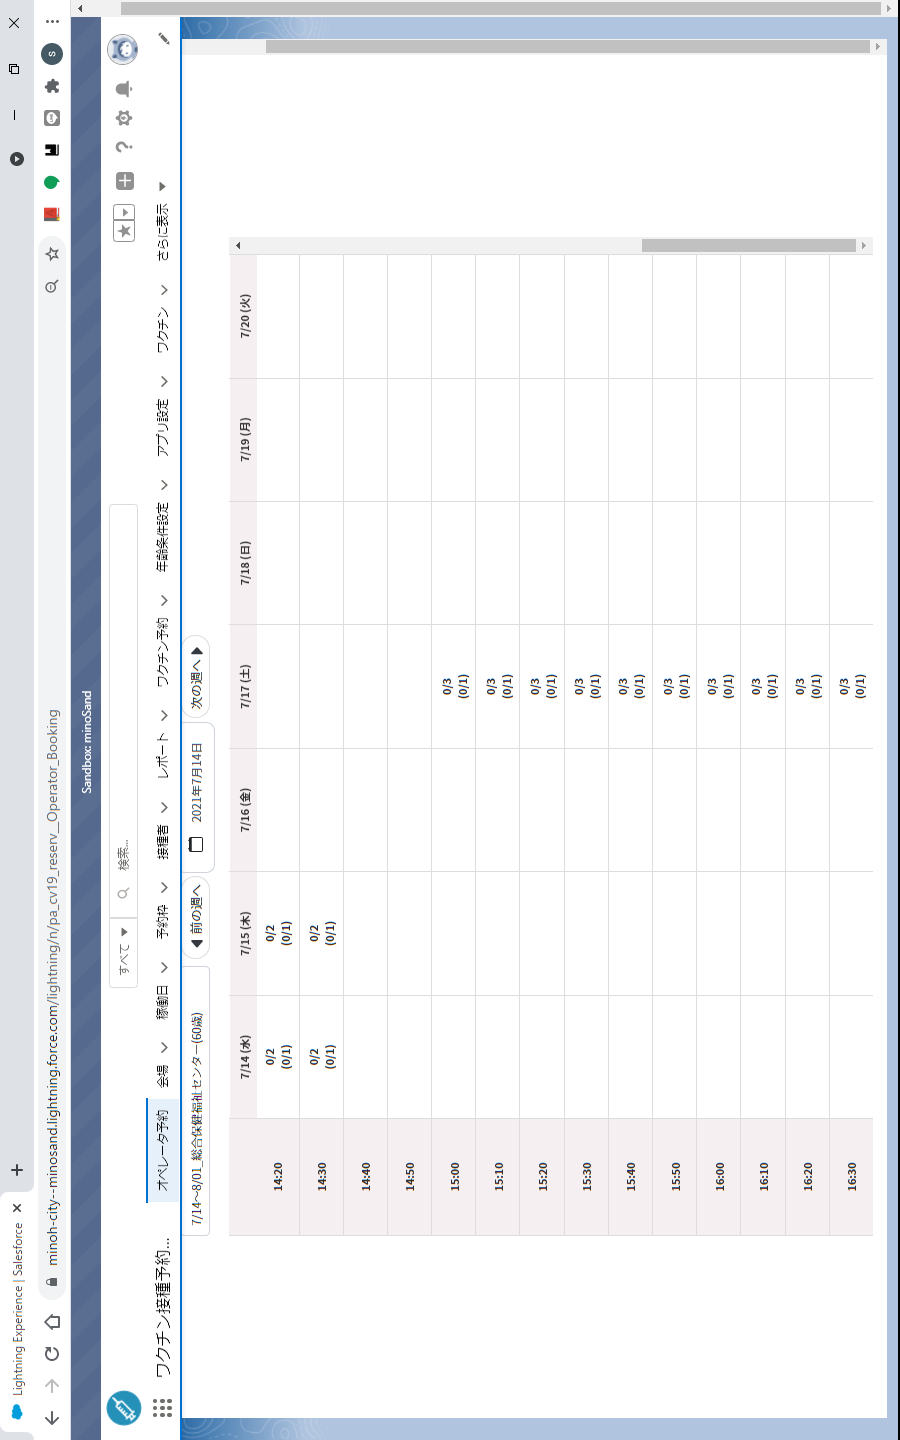 Lightning Experience | Salesforce
minoh-city--minosand.lightning.force.com/lightning/n/pa_cv19_reserv__Operator_Booking
S
Sandbox: minoSand
すべて
検索...
ワクチン接種予約...
オペレータ予約
会場
稼働日
予約枠
接種者
レポート
ワクチン予約
年齢条件設定
アプリ設定
ワクチン
さらに表示
7/14～8/01_総合保健福祉センター(60歳)
前の週へ
2021年7月14日
次の週へ
7/14 (水) 7/15 (木) 7/16 (金) 7/17 (土) 7/18 (日) 7/19 (月) 7/20 (火)
14:20 0/2 (0/1) 0/2 (0/1)
14:30 0/2 (0/1) 0/2 (0/1)
14:40
14:50
15:00 0/3 (0/1)
15:10 0/3 (0/1)
15:20 0/3 (0/1)
15:30 0/3 (0/1)
15:40 0/3 (0/1)
15:50 0/3 (0/1)
16:00 0/3 (0/1)
16:10 0/3 (0/1)
16:20 0/3 (0/1)
16:30 0/3 (0/1)